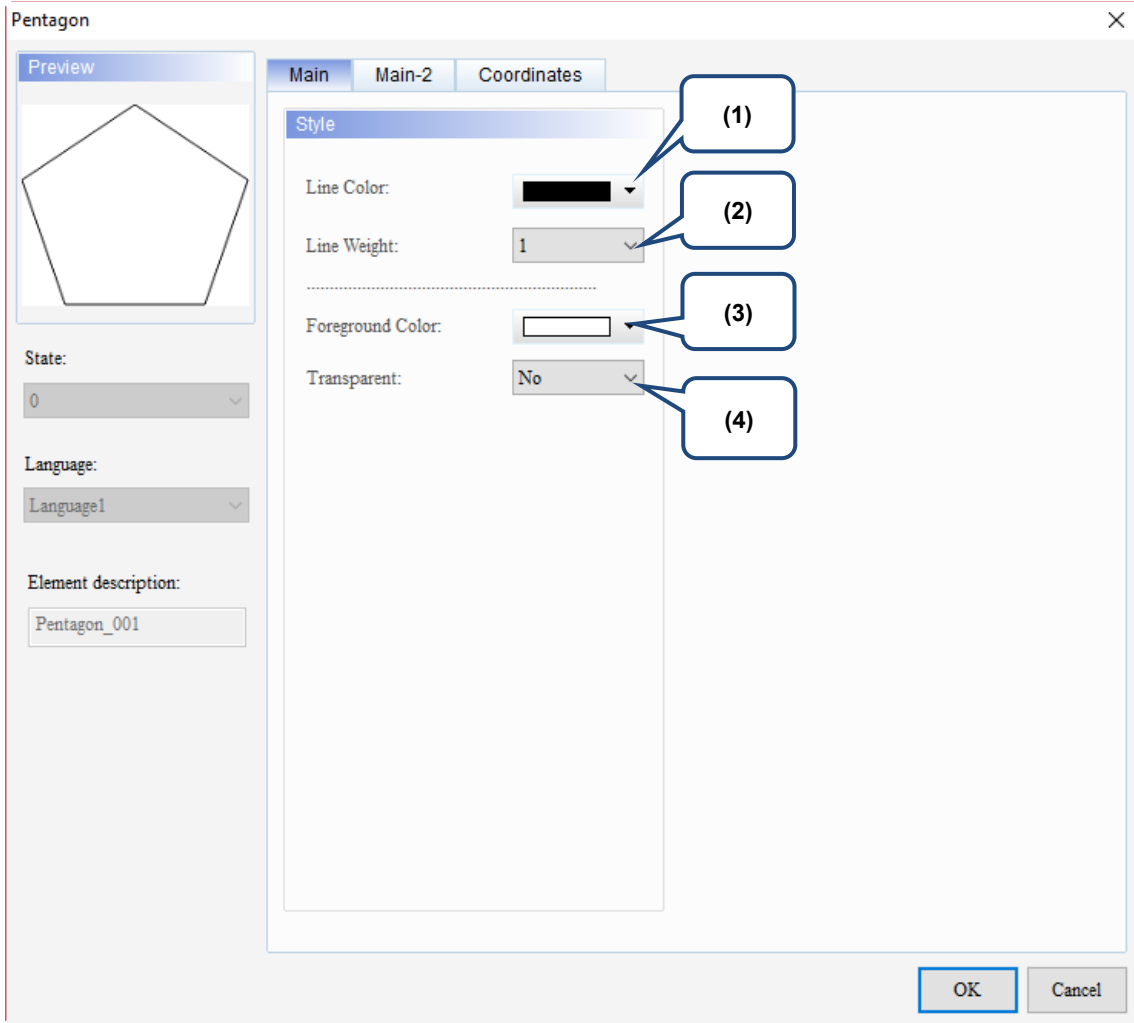 Pentagon
Preview
Main
Main-2
Coordinates
Style
(1)
Line Color:
(2)
Line Weight:
1
(3)
Foreground Color:
State:
Transparent:
No
0
(4)
Language:
Language1
Element description:
Pentagon_001
OK
Cancel